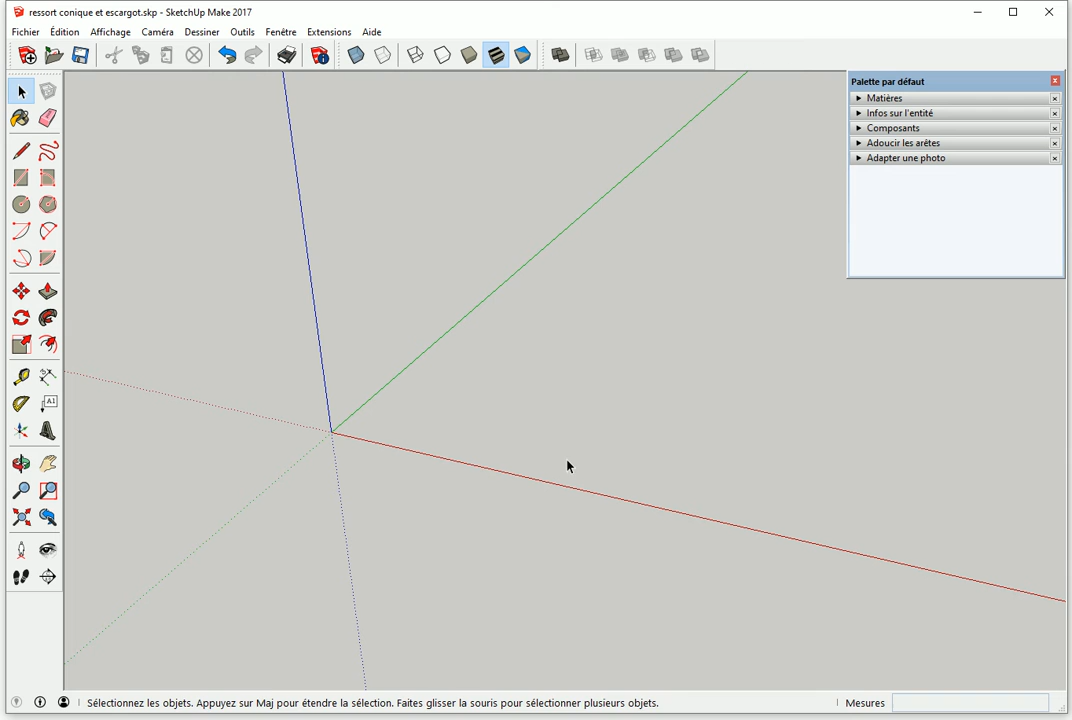 ressort conique et escargot.skp - SketchUp Make 2017
Fichier Édition Affichage Caméra Dessiner Outils Fenêtre Extensions Aide
Palette par défaut
Matières
Infos sur l'entité
Composants
Adoucir les arêtes
Adapter une photo
A1
Sélectionnez les objets. Appuyez sur Maj pour étendre la sélection. Faites glisser la souris pour sélectionner plusieurs objets.
Mesures